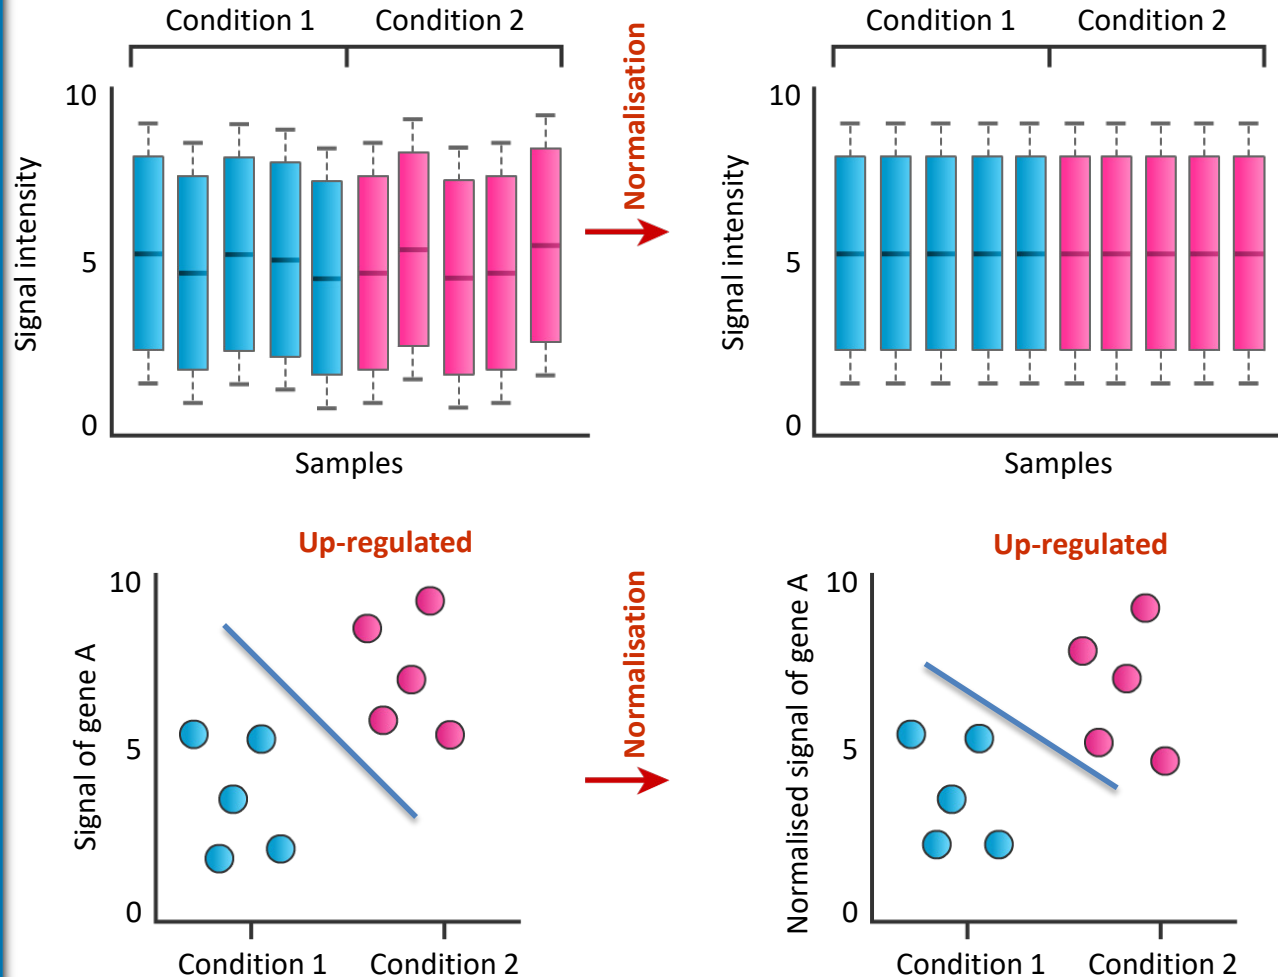 Condition 1
Condition 2
Signal intensity
10
5
0
Samples
Normalisation
Condition 1
Condition 2
Signal intensity
10
5
0
Samples
Up-regulated
Signal of gene A
10
5
0
Condition 1
Condition 2
Normalisation
Up-regulated
Normalised signal of gene A
10
5
0
Condition 1
Condition 2